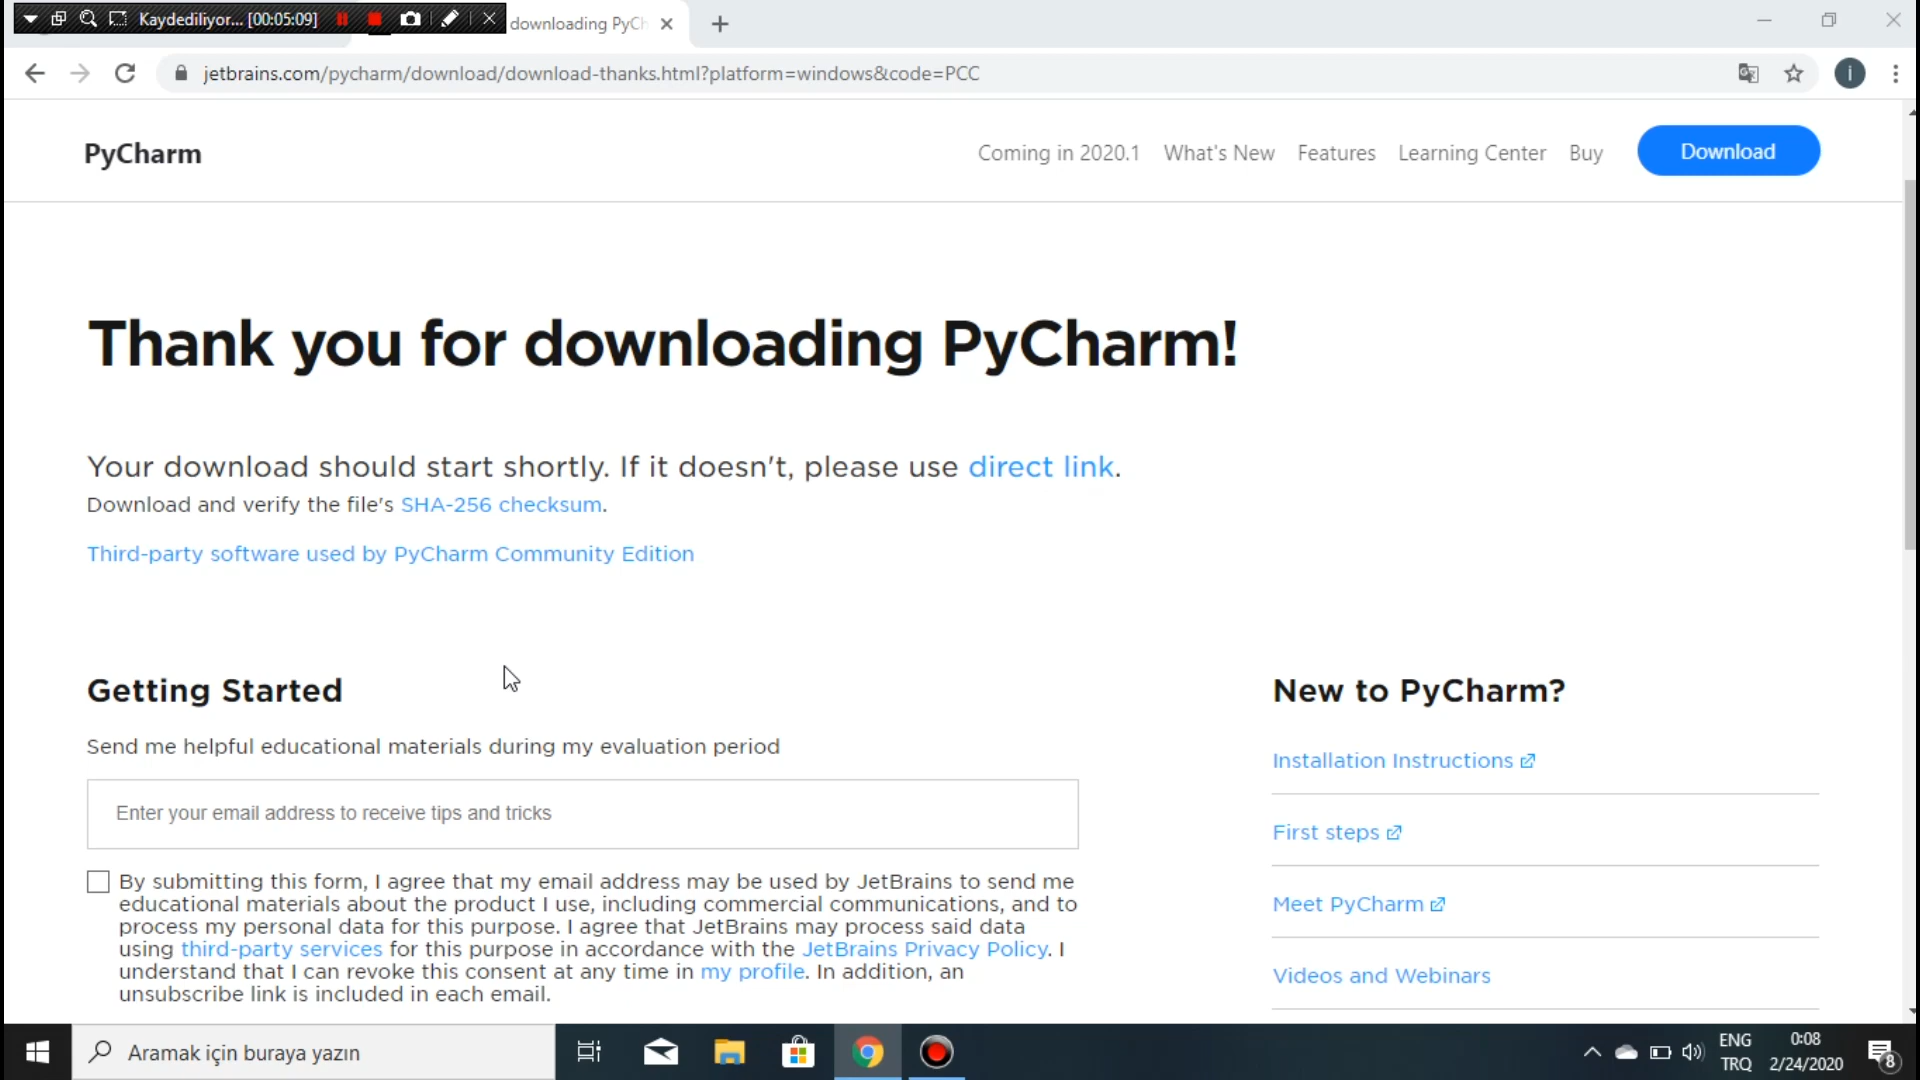 Kaydediliyor... [00:05:09]
downloading PyCh
jetbrains.com/pycharm/download/download-thanks.html?platform=windows&code=PCC
i
PyCharm
Coming in 2020.1 What's New Features Learning Center Buy Download
Thank you for downloading PyCharm!
Your download should start shortly. If it doesn't, please use direct link.
Download and verify the file's SHA-256 checksum.
Third-party software used by PyCharm Community Edition
Getting Started
Send me helpful educational materials during my evaluation period
Enter your email address to receive tips and tricks
By submitting this form, I agree that my email address may be used by JetBrains to send me
educational materials about the product I use, including commercial communications, and to
process my personal data for this purpose. I agree that JetBrains may process said data
using third-party services for this purpose in accordance with the JetBrains Privacy Policy. I
understand that I can revoke this consent at any time in my profile. In addition, an
unsubscribe link is included in each email.
New to PyCharm?
Installation Instructions
First steps
Meet PyCharm
Videos and Webinars
Aramak için buraya yazın
ENG
TRQ
0:08
2/24/2020
8